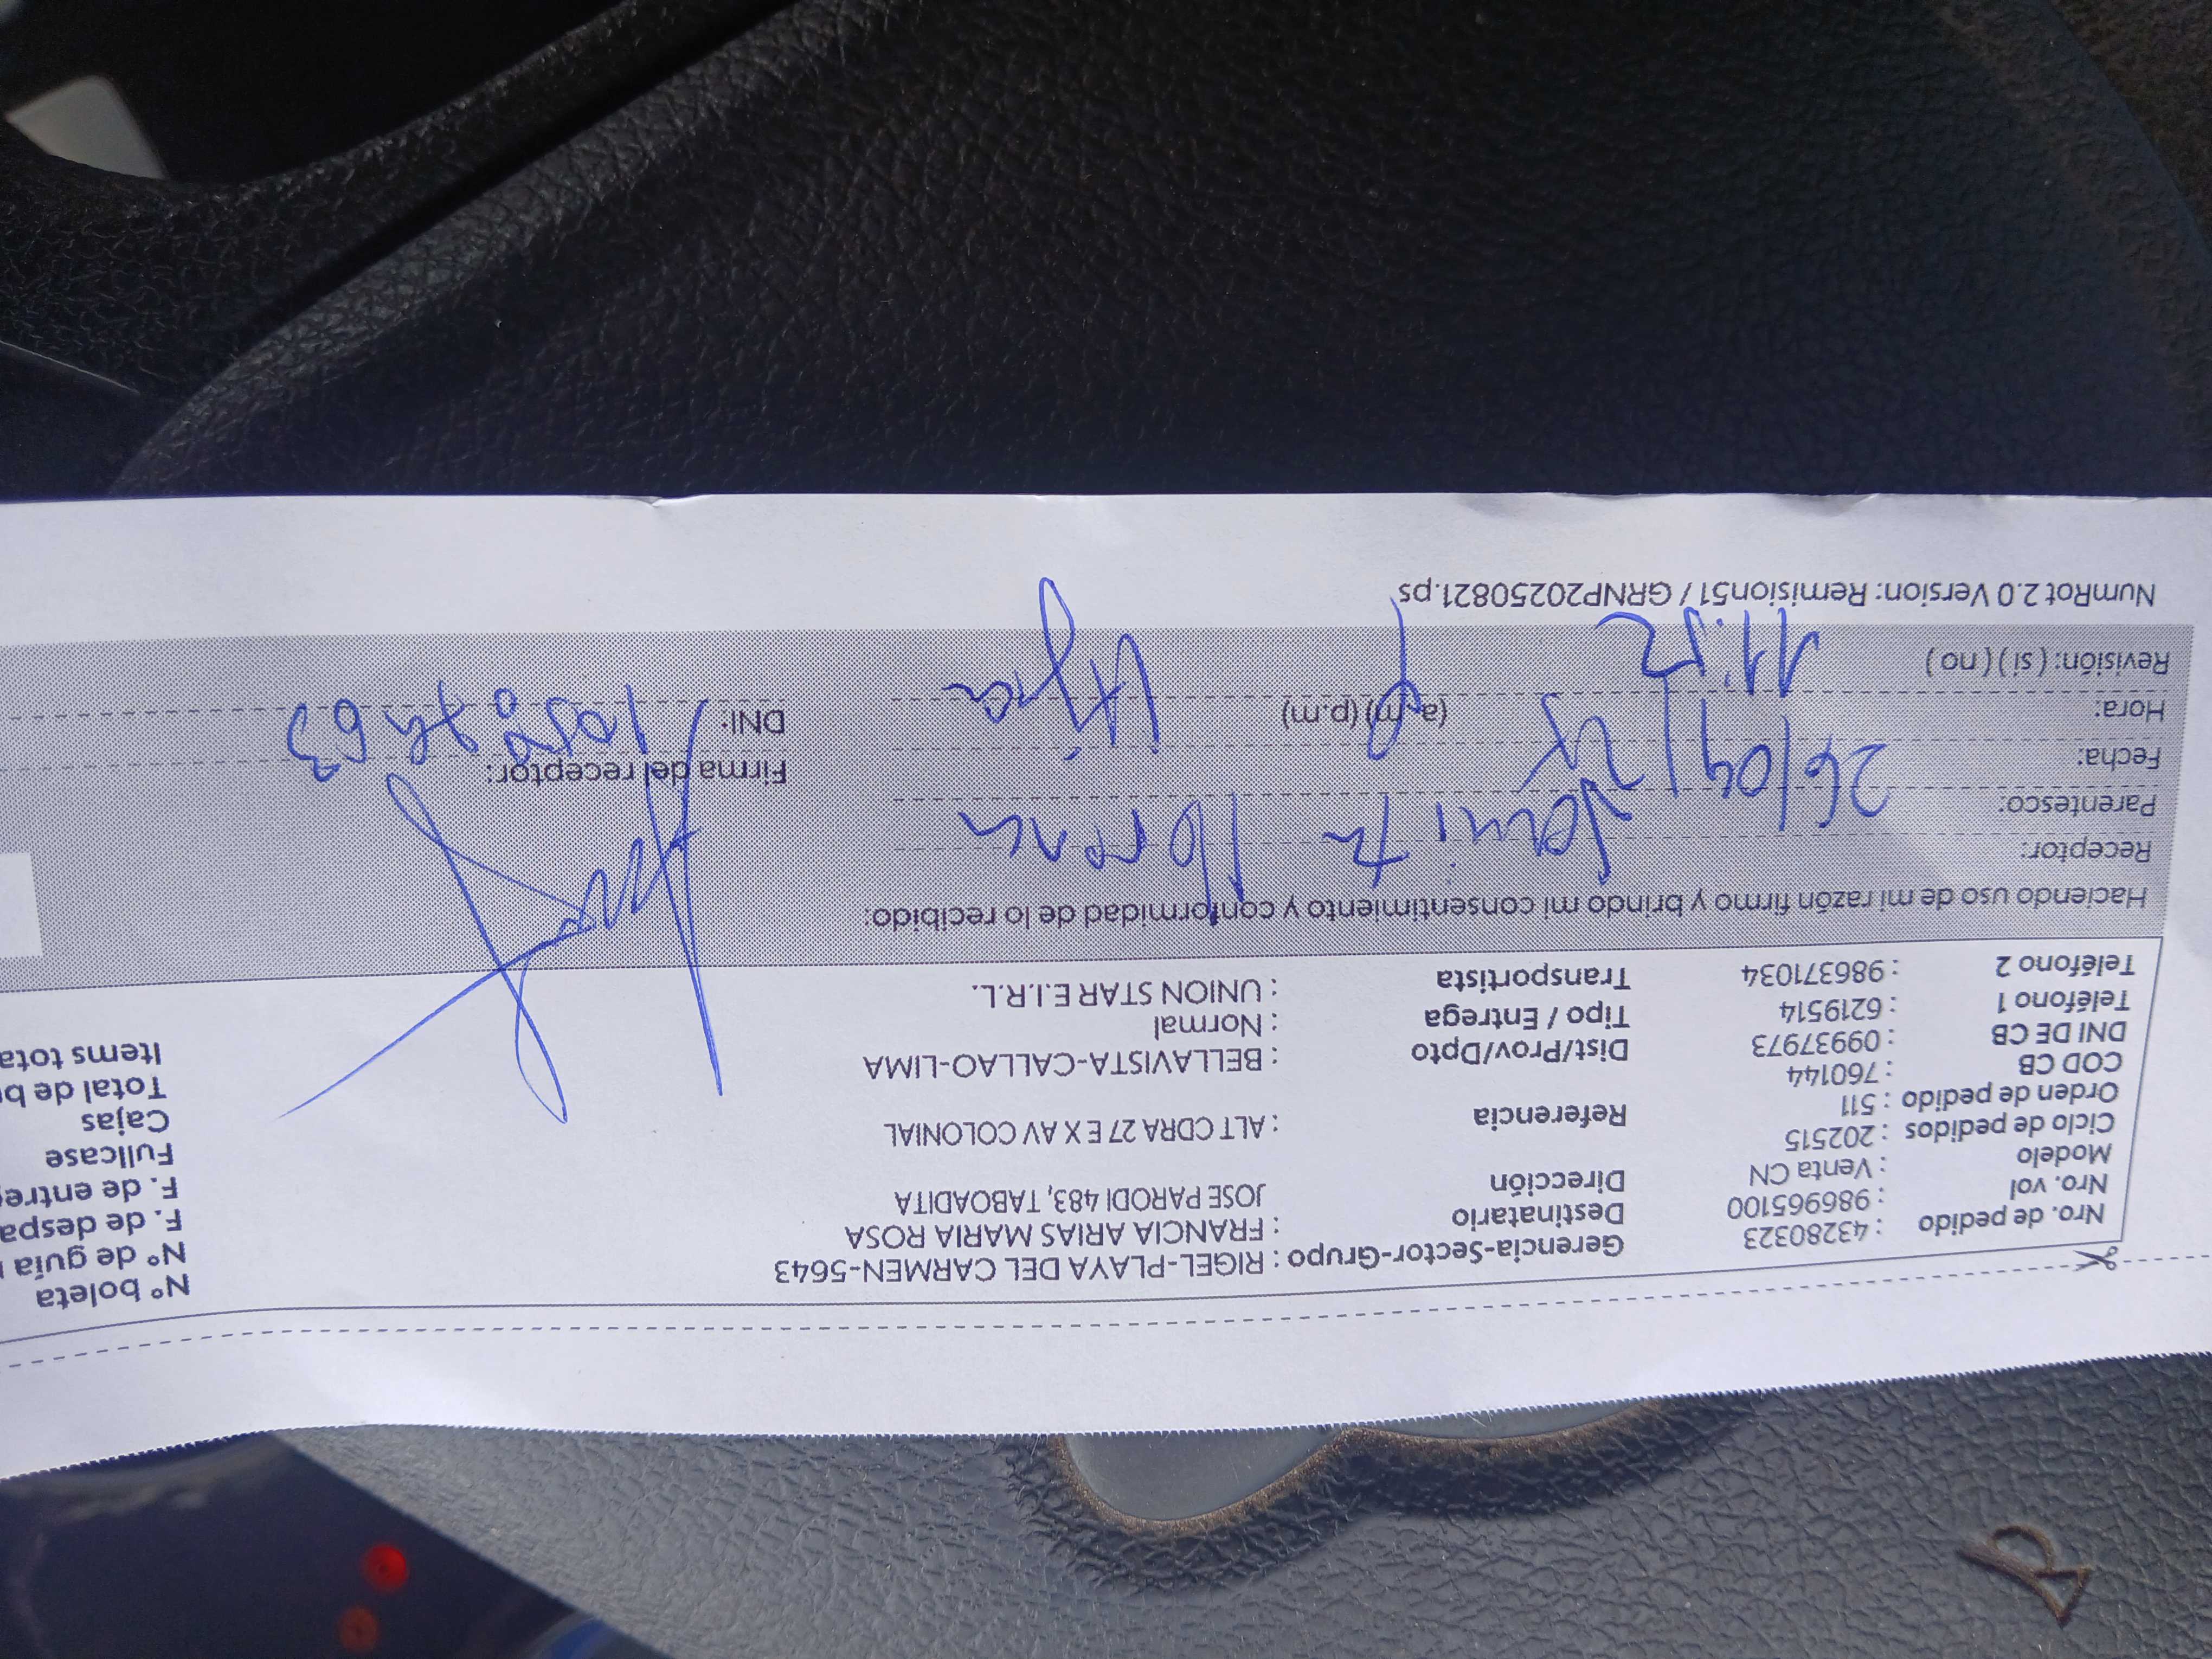 Nro. de pedido : 43280323 Gerencia-Sector-Grupo : RIGEL-PLAYA DEL CARMEN-5643 N° boleta
Nro. vol : 986965100 Destinatario : FRANCIA ARIAS MARIA ROSA N° de guía
Modelo : Venta CN Dirección JOSE PARODI 483, TABOADITA F. de despa
Ciclo de pedidos : 202515 F. de entre
Orden de pedido : 511 Referencia : ALT CDRA 27 E X AV COLONIAL Fullcase
COD CB : 760144 Cajas
DNI DE CB : 09937973 Dist/Prov/Dpto : BELLAVISTA-CALLAO-LIMA Total de b
Teléfono 1 : 6219514 Tipo / Entrega : Normal Items tota
Teléfono 2 : 986371034 Transportista : UNION STAR E.I.R.L.
Haciendo uso de mi razón firmo y brindo mi consentimiento y conformidad de lo recibido:
Receptor:
Parentesco: Firma del receptor:
Fecha: 26/09/25
Hora: 11:52 (a.m) (p.m) DNI:
Revisión: ( si ) ( no )
NumRot 2.0 Version: Remision51 / GRNP20250821.ps